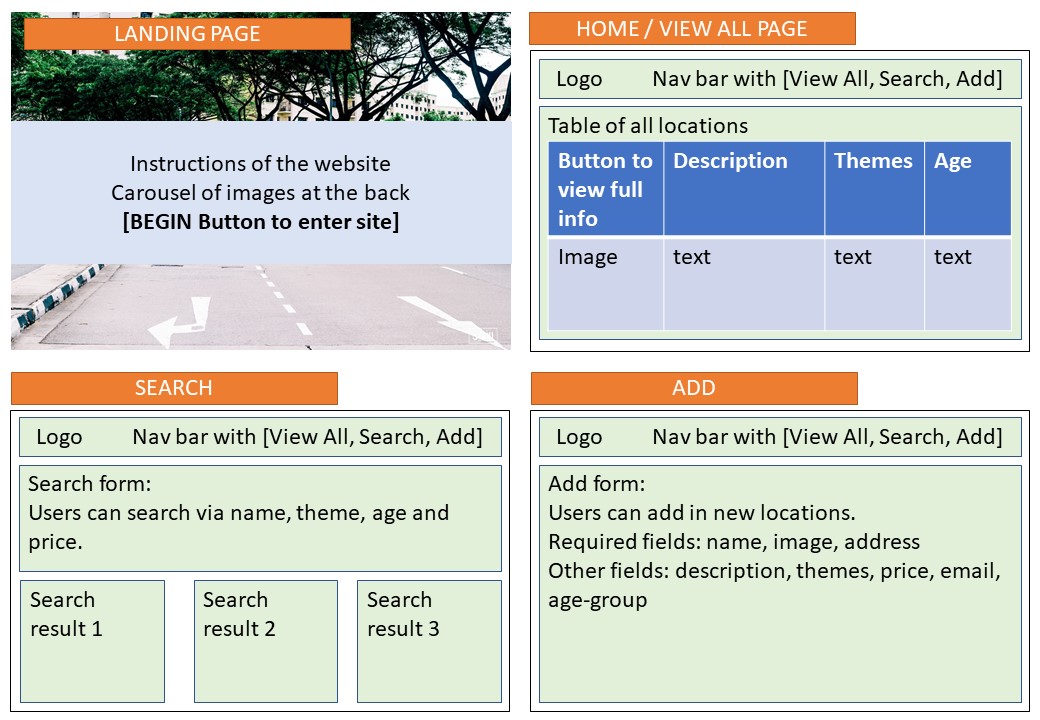 LANDING PAGE
Instructions of the website
Carousel of images at the back
[BEGIN Button to enter site]
HOME / VIEW ALL PAGE
Logo Nav bar with [View All, Search, Add]
Table of all locations
Button to view full info Description Themes Age
Image text text text
SEARCH
Logo Nav bar with [View All, Search, Add]
Search form:
Users can search via name, theme, age and
price.
Search
result 1
Search
result 2
Search
result 3
ADD
Logo Nav bar with [View All, Search, Add]
Add form:
Users can add in new locations.
Required fields: name, image, address
Other fields: description, themes, price, email,
age-group